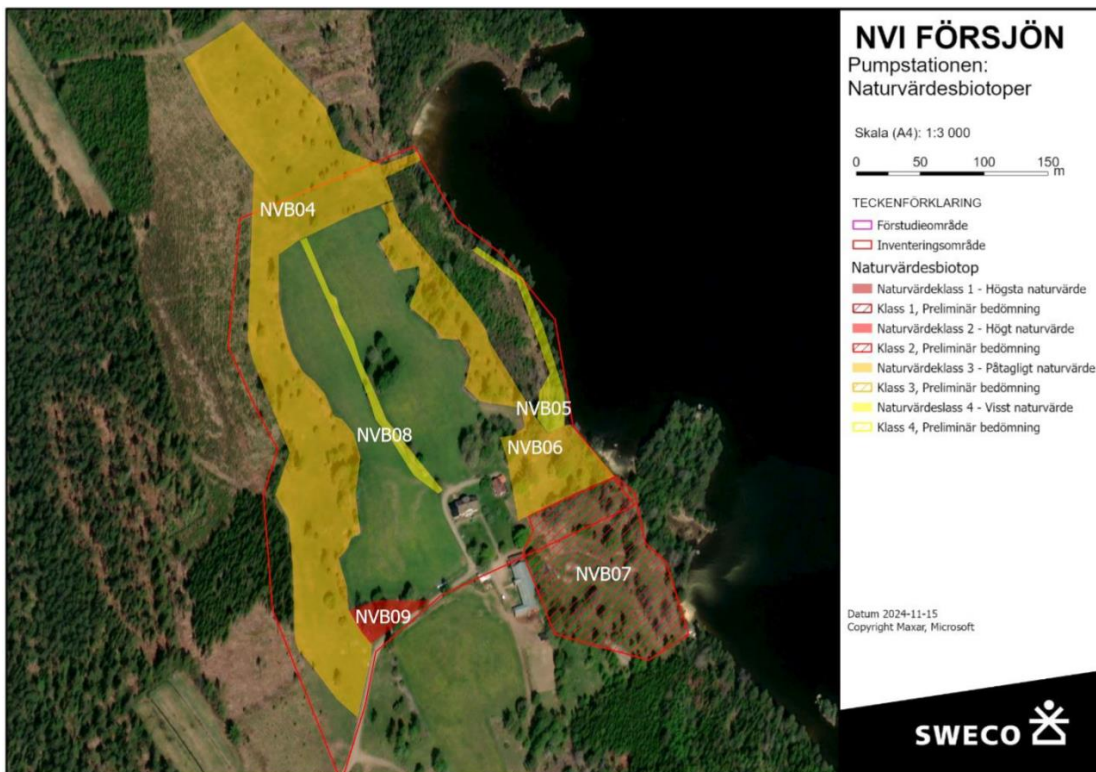 NVI FÖRSJÖN
Pumpstationen:
Naturvärdesbiotoper
Skala (A4): 1:3 000
0 50 100 150
m
TECKENFÖRKLARING
Förstudieområde
Inventeringsområde
Naturvärdesbiotop
Naturvärdeklass 1 - Högsta naturvärde
Klass 1, Preliminär bedömning
Naturvärdeklass 2 - Högt naturvärde
Klass 2, Preliminär bedömning
Naturvärdeklass 3 - Påtagligt naturvärde
Klass 3, Preliminär bedömning
Naturvärdeslass 4 - Visst naturvärde
Klass 4, Preliminär bedömning
NVB04
NVB05
NVB08
NVB06
NVB07
NVB09
Datum 2024-11-15
Copyright Maxar, Microsoft
SWECO